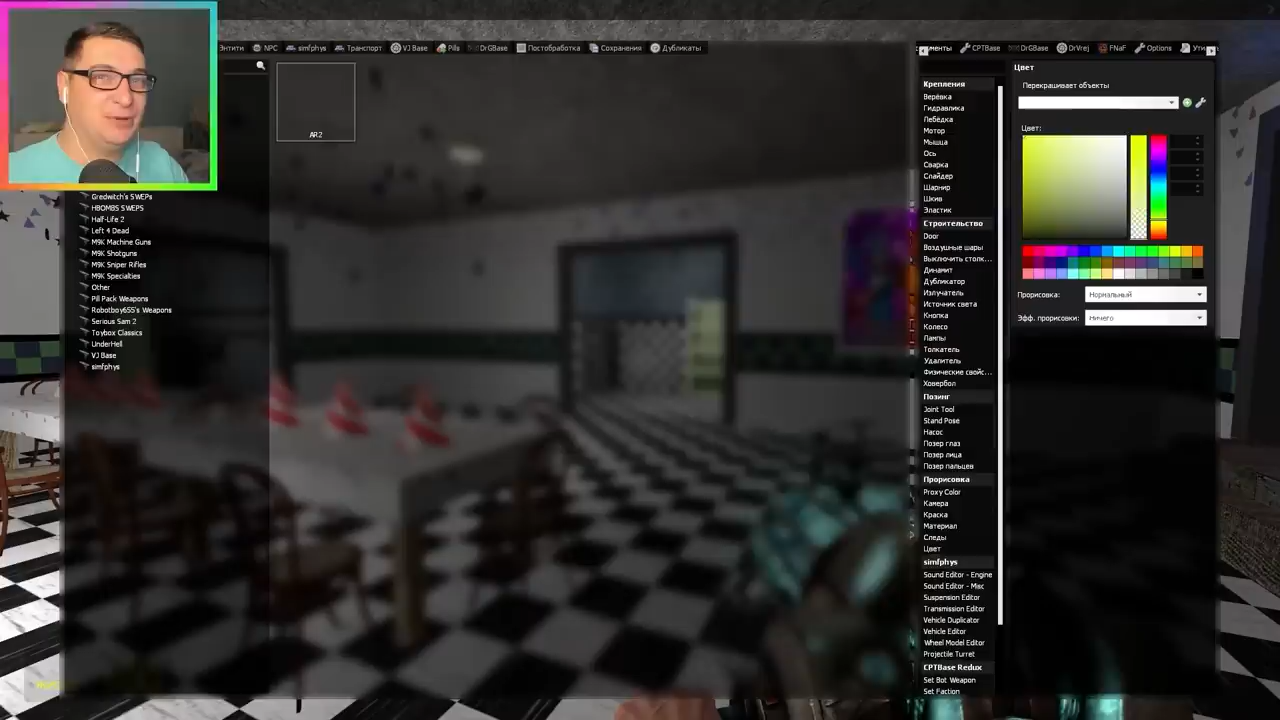 Энтити
NPC
simfphys
Транспорт
VJ Base
Pills
DrGBase
Постобработка
Сохранения
Дубликаты
AR2
Gredwitch's SWEPs
HBOMBS SWEPS
Half-Life 2
Left 4 Dead
M9K Machine Guns
M9K Shotguns
M9K Sniper Rifles
M9K Specialties
Other
Pill Pack Weapons
Robotboy655's Weapons
Serious Sam 2
Toybox Classics
UnderHell
VJ Base
simfphys
менты
CPTBase
DrGBase
DrVrej
FNaF
Options
Ути
Крепления
Верёвка
Гидравлика
Лебёдка
Мотор
Мышца
Ось
Сварка
Слайдер
Шарнир
Шкив
Эластик
Строительство
Door
Воздушные шары
Выключить столк...
Динамит
Дубликатор
Излучатель
Источник света
Кнопка
Колесо
Лампы
Толкатель
Удалитель
Физические свойс...
Ховербол
Позинг
Joint Tool
Stand Pose
Насос
Позер глаз
Позер лица
Позер пальцев
Прорисовка
Proxy Color
Камера
Краска
Материал
Следы
Цвет
simfphys
Sound Editor - Engine
Sound Editor - Misc
Suspension Editor
Transmission Editor
Vehicle Duplicator
Vehicle Editor
Wheel Model Editor
Projectile Turret
CPTBase Redux
Set Bot Weapon
Set Faction
Цвет
Перекрашивает объекты
Цвет:
Прорисовка:
Нормальный
Эфф. прорисовки:
Ничего